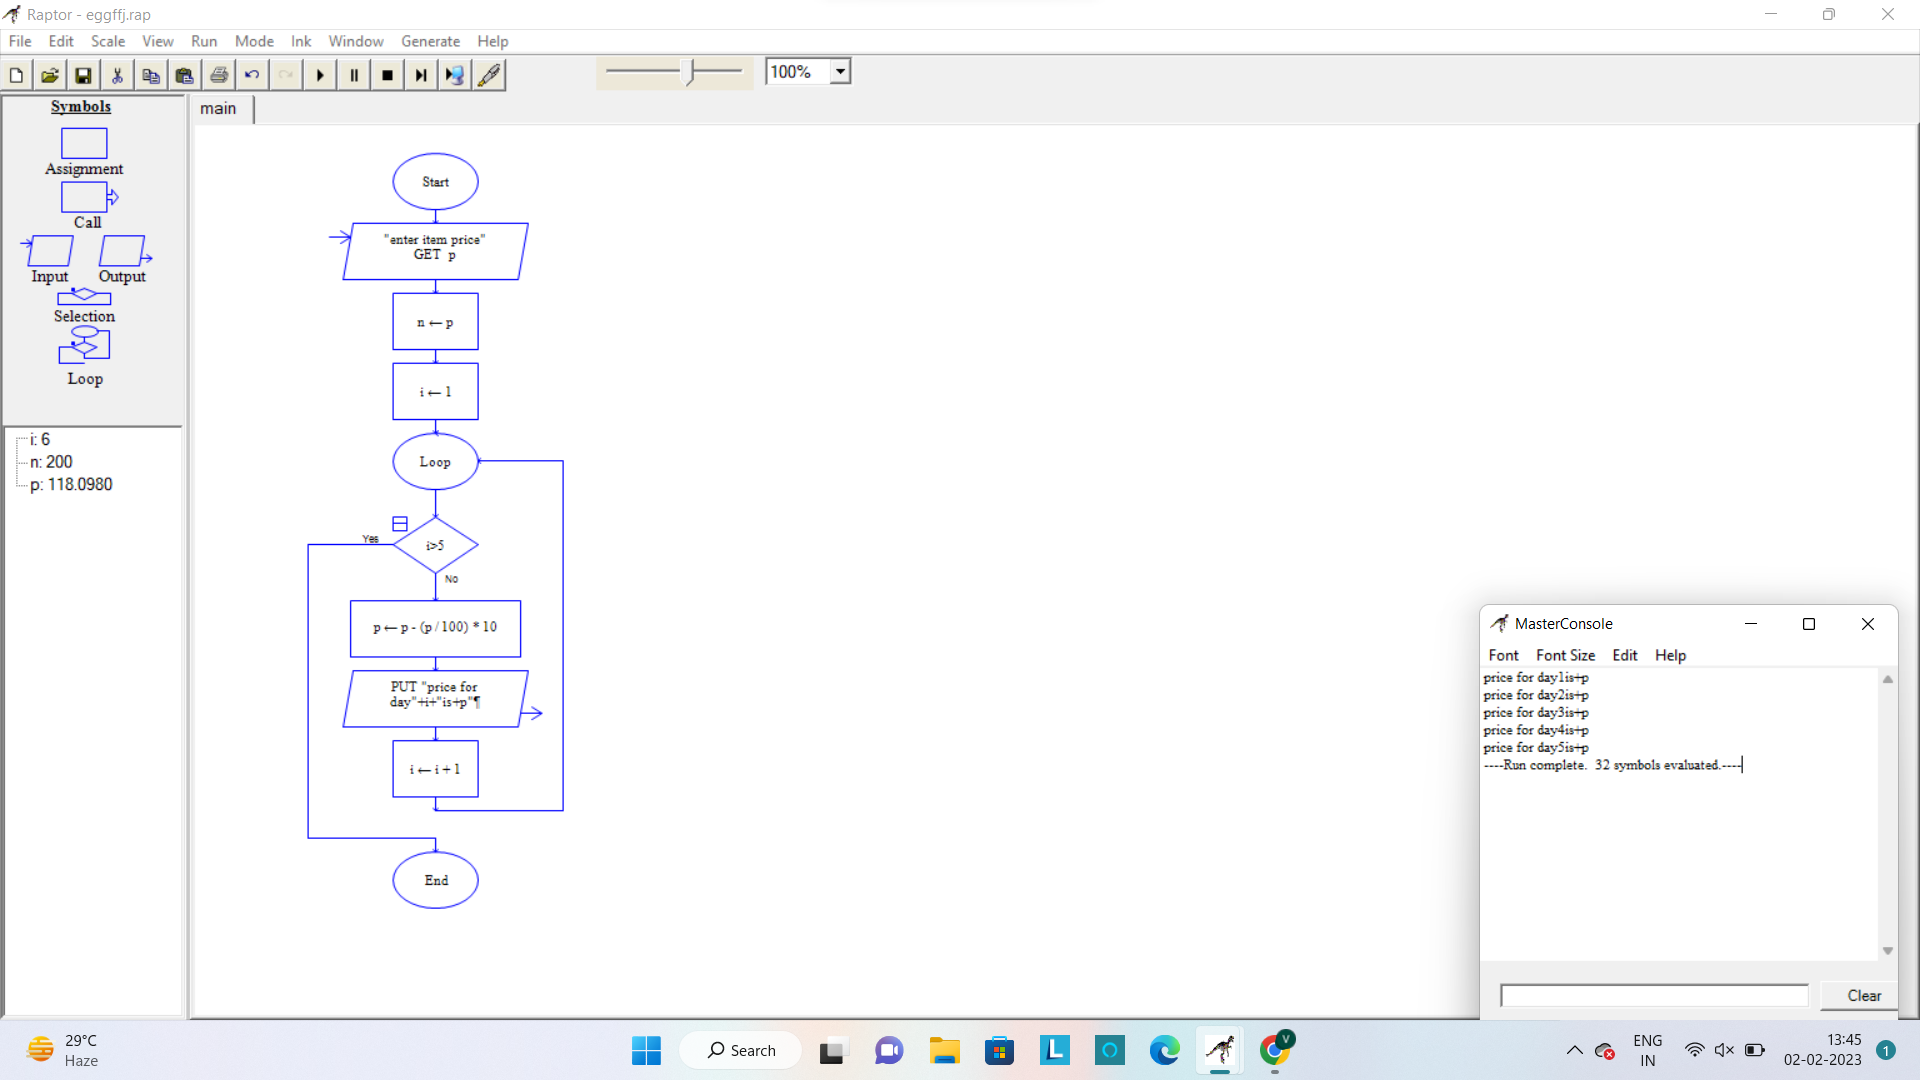 Raptor - eggffj.rap
File Edit Scale View Run Mode Ink Window Generate Help
100%
Symbols
Assignment
Call
Input Output
Selection
Loop
i: 6
n: 200
p: 118.0980
main
Start
"enter item price"
GET p
n ← p
i ← 1
Loop
Yes
i>5
No
p ← p - (p / 100) * 10
PUT "price for
day"+i+"is+p"¶
i ← i + 1
End
MasterConsole
Font Font Size Edit Help
price for day1is+p
price for day2is+p
price for day3is+p
price for day4is+p
price for day5is+p
----Run complete. 32 symbols evaluated.----
Clear
29°C
Haze
Search
L
V
ENG
IN
13:45
02-02-2023
1